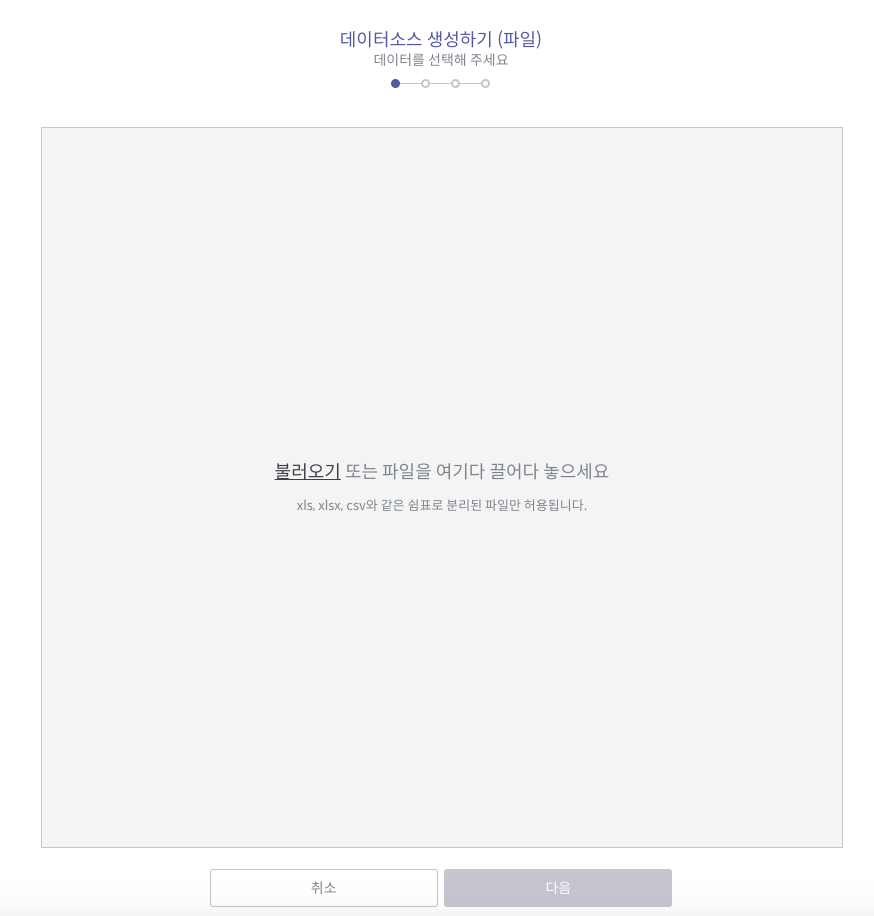 데이터소스 생성하기 (파일)
데이터를 선택해 주세요
불러오기 또는 파일을 여기다 끌어다 놓으세요
xls, xlsx, csv와 같은 쉼표로 분리된 파일만 허용됩니다.
취소
다음